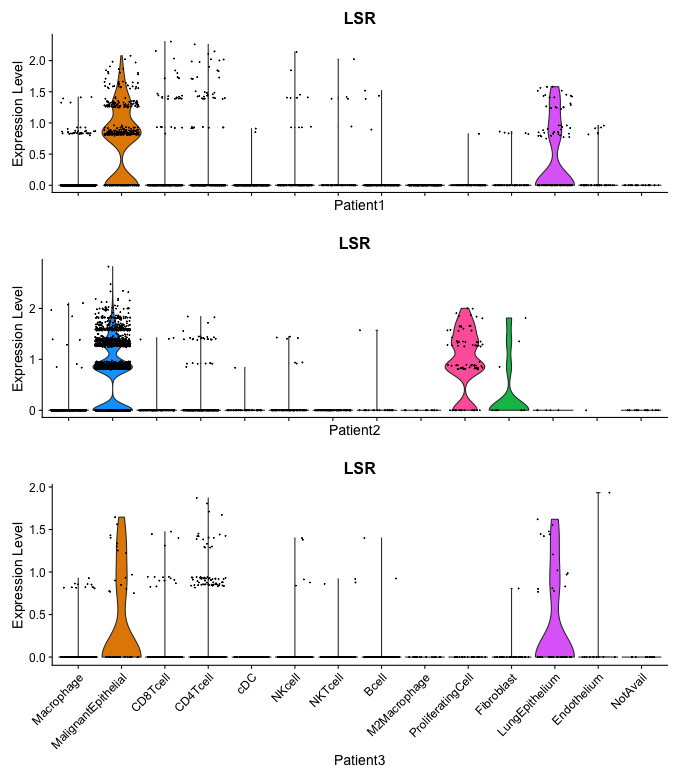 LSR
Expression Level
2.0
1.5
1.0
0.5
0.0
Patient1
LSR
Expression Level
2
1
0
Patient2
LSR
Expression Level
2.0
1.5
1.0
0.5
0.0
Macrophage
MalignantEpithelial
CD8Tcell
CD4Tcell
cDC
NKcell
NKTcell
Bcell
M2Macrophage
ProliferatingCell
Fibroblast
LungEpithelium
Endothelium
NotAvail
Patient3